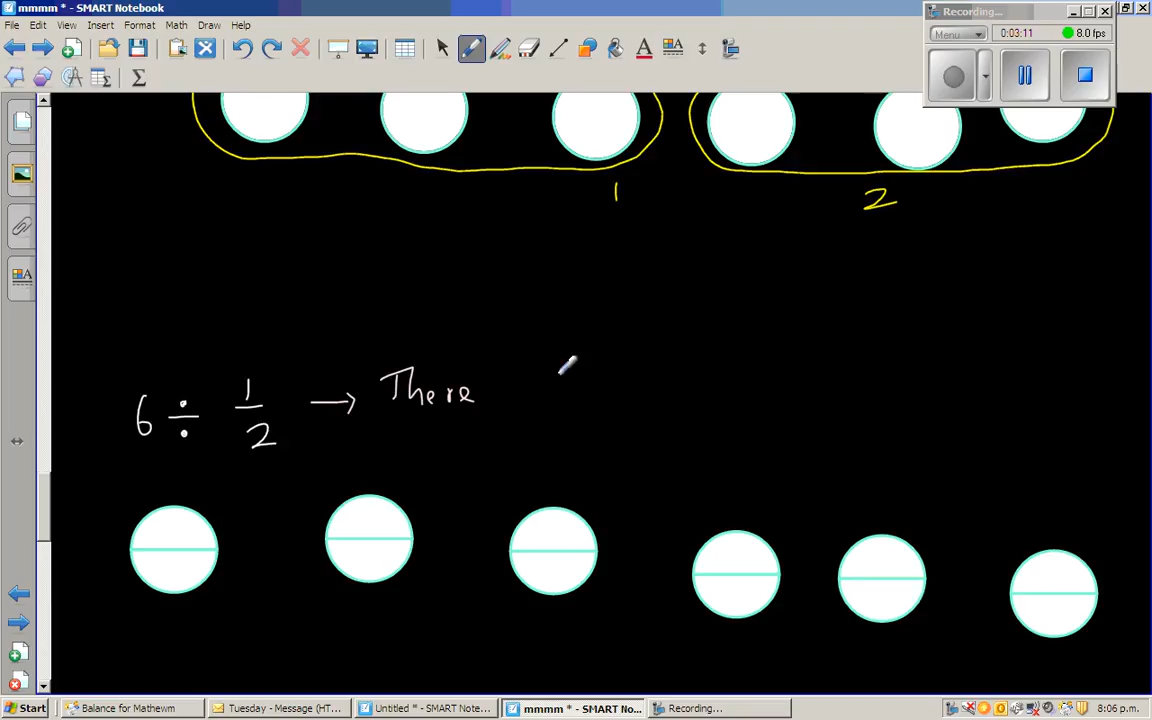 mmmm * - SMART Notebook
Recording...
File Edit View Insert Format Math Draw Help
Menu 0:03:11 8.0 fps
1 2
6 ÷ 1/2 → There
Start Balance for Mathewm Tuesday - Message (HT... Untitled * - SMART Note... mmmm * - SMART No... Recording... 8:06 p.m.